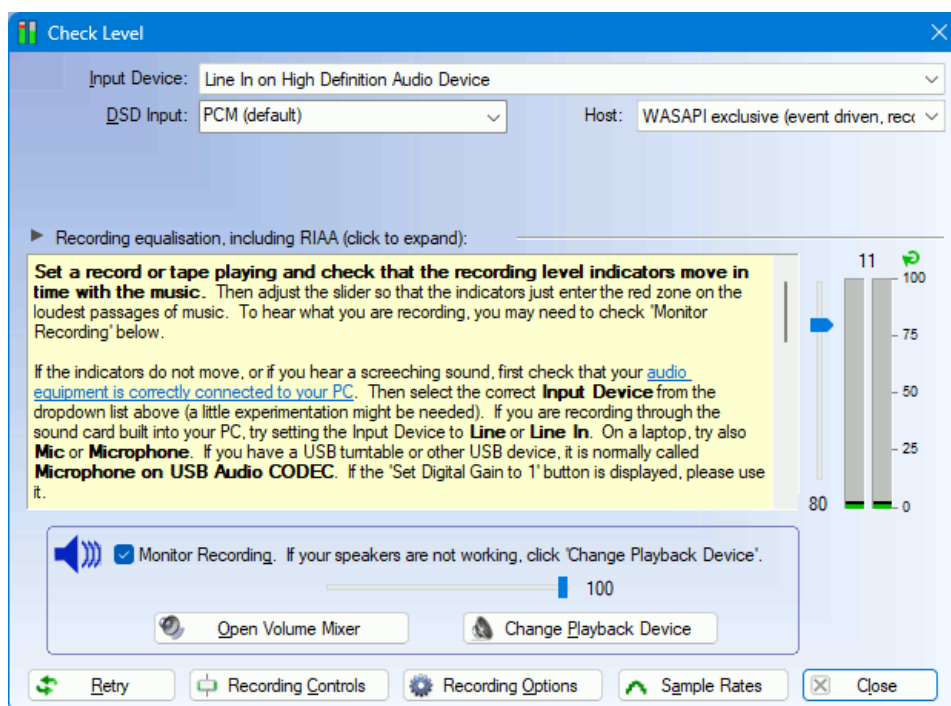 Check Level
Input Device: Line In on High Definition Audio Device
DSD Input: PCM (default) Host: WASAPI exclusive (event driven, recc
Recording equalisation, including RIAA (click to expand):
Set a record or tape playing and check that the recording level indicators move in
time with the music. Then adjust the slider so that the indicators just enter the red zone on the
loudest passages of music. To hear what you are recording, you may need to check 'Monitor
Recording' below.
If the indicators do not move, or if you hear a screeching sound, first check that your audio
equipment is correctly connected to your PC. Then select the correct Input Device from the
dropdown list above (a little experimentation might be needed). If you are recording through the
sound card built into your PC, try setting the Input Device to Line or Line In. On a laptop, try also
Mic or Microphone. If you have a USB turntable or other USB device, it is normally called
Microphone on USB Audio CODEC. If the 'Set Digital Gain to 1' button is displayed, please use
it.
11
100
75
50
25
0
80
Monitor Recording. If your speakers are not working, click 'Change Playback Device'.
100
Open Volume Mixer Change Playback Device
Retry Recording Controls Recording Options Sample Rates Close